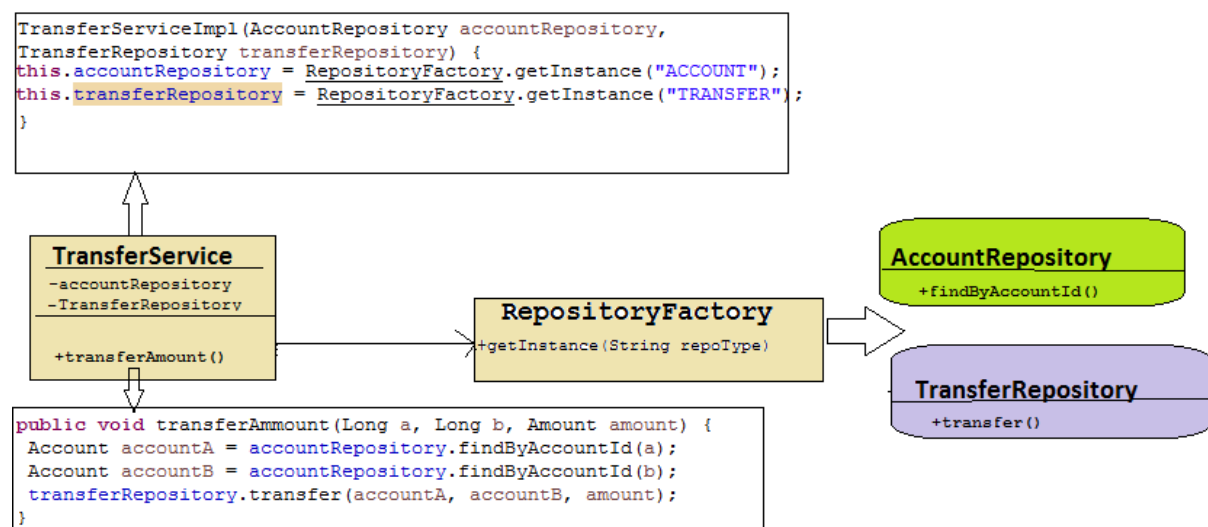 TransferServiceImpl(AccountRepository accountRepository,
TransferRepository transferRepository) {
this.accountRepository = RepositoryFactory.getInstance("ACCOUNT");
this.transferRepository = RepositoryFactory.getInstance("TRANSFER");
}
TransferService
-accountRepository
-TransferRepository
+transferAmount()
RepositoryFactory
+getInstance(String repoType)
AccountRepository
+findByAccountId()
TransferRepository
+transfer()
public void transferAmmount(Long a, Long b, Amount amount) {
Account accountA = accountRepository.findByAccountId(a);
Account accountB = accountRepository.findByAccountId(b);
transferRepository.transfer(accountA, accountB, amount);
}